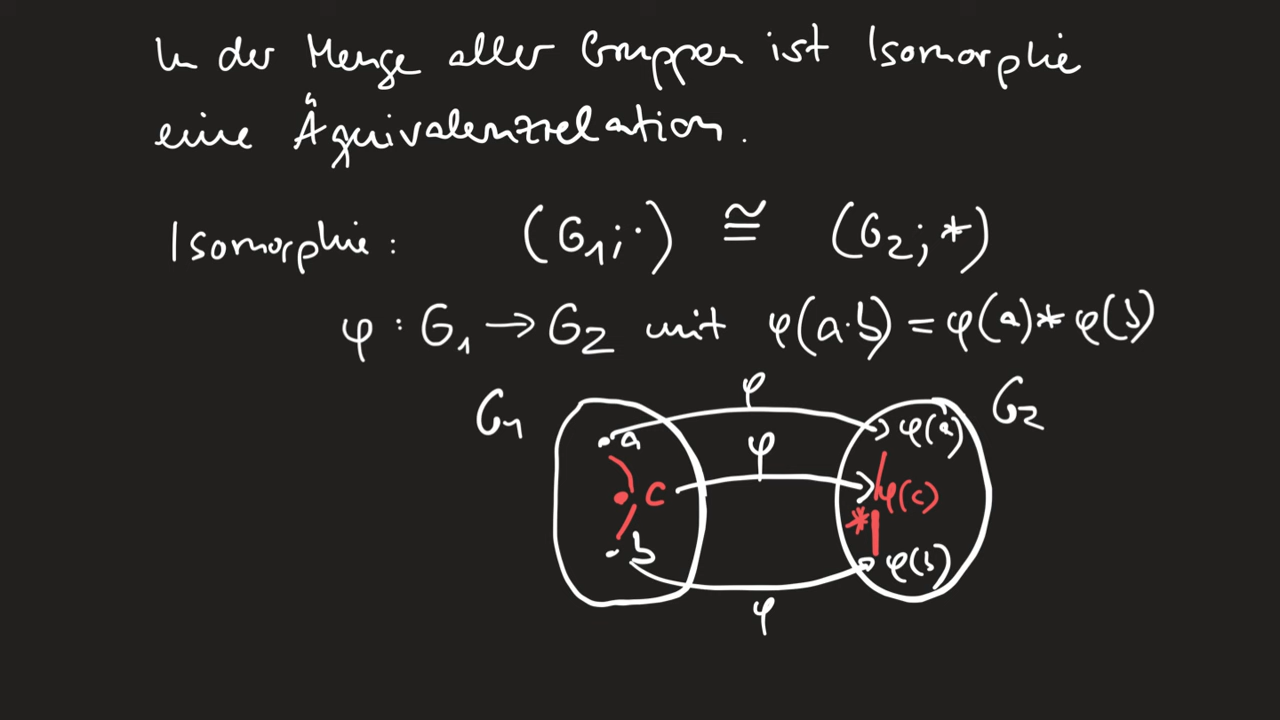 In der Menge aller Gruppen ist Isomorphie
eine Äquivalenzrelation.
Isomorphie: (G₁;·) ≅ (G₂;*)
φ : G₁ → G₂ mit φ(a·b) = φ(a)* φ(b)
φ
G₁ G₂
a φ(a)
φ
c φ(c)
*
b φ(b)
φ